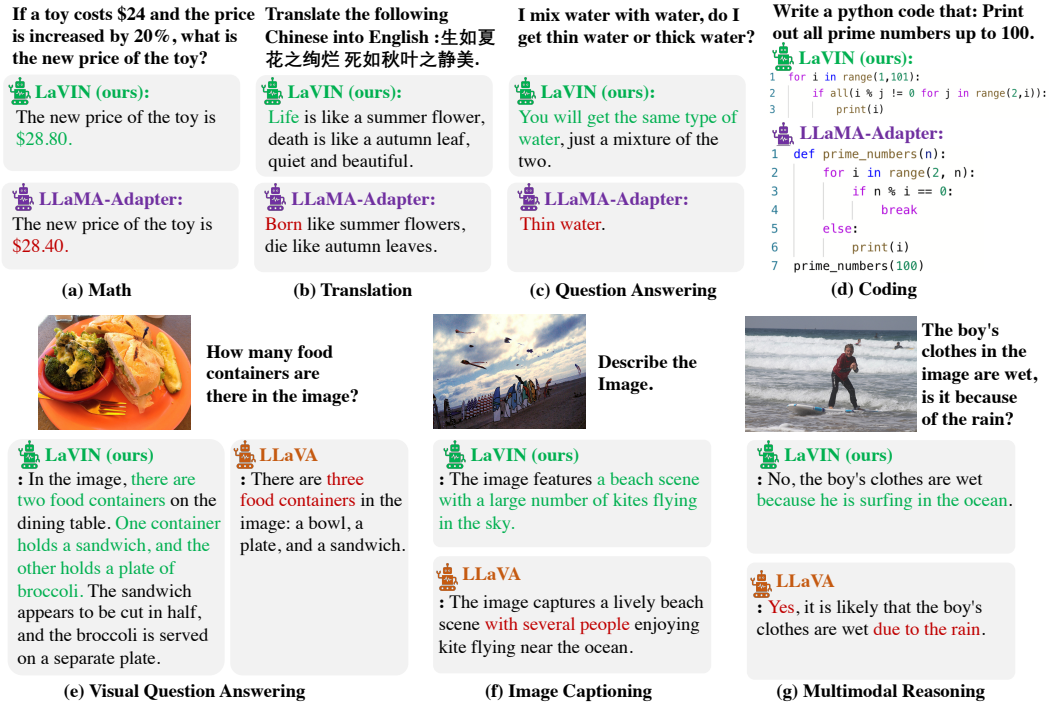 If a toy costs $24 and the price
is increased by 20%, what is
the new price of the toy?
LaVIN (ours):
The new price of the toy is
$28.80.
LLaMA-Adapter:
The new price of the toy is
$28.40.
(a) Math
Translate the following
Chinese into English :生如夏
花之绚烂 死如秋叶之静美.
LaVIN (ours):
Life is like a summer flower,
death is like a autumn leaf,
quiet and beautiful.
LLaMA-Adapter:
Born like summer flowers,
die like autumn leaves.
(b) Translation
I mix water with water, do I
get thin water or thick water?
LaVIN (ours):
You will get the same type of
water, just a mixture of the
two.
LLaMA-Adapter:
Thin water.
(c) Question Answering
Write a python code that: Print
out all prime numbers up to 100.
LaVIN (ours):
1 for i in range(1,101):
2 if all(i % j != 0 for j in range(2,i)):
3 print(i)
LLaMA-Adapter:
1 def prime_numbers(n):
2 for i in range(2, n):
3 if n % i == 0:
4 break
5 else:
6 print(i)
7 prime_numbers(100)
(d) Coding
How many food
containers are
there in the image?
LaVIN (ours)
: In the image, there are
two food containers on the
dining table. One container
holds a sandwich, and the
other holds a plate of
broccoli. The sandwich
appears to be cut in half,
and the broccoli is served
on a separate plate.
LLaVA
: There are three
food containers in the
image: a bowl, a
plate, and a sandwich.
(e) Visual Question Answering
Describe the
Image.
LaVIN (ours)
: The image features a beach scene
with a large number of kites flying
in the sky.
LLaVA
: The image captures a lively beach
scene with several people enjoying
kite flying near the ocean.
(f) Image Captioning
The boy's
clothes in the
image are wet,
is it because
of the rain?
LaVIN (ours)
: No, the boy's clothes are wet
because he is surfing in the ocean.
LLaVA
: Yes, it is likely that the boy's
clothes are wet due to the rain.
(g) Multimodal Reasoning